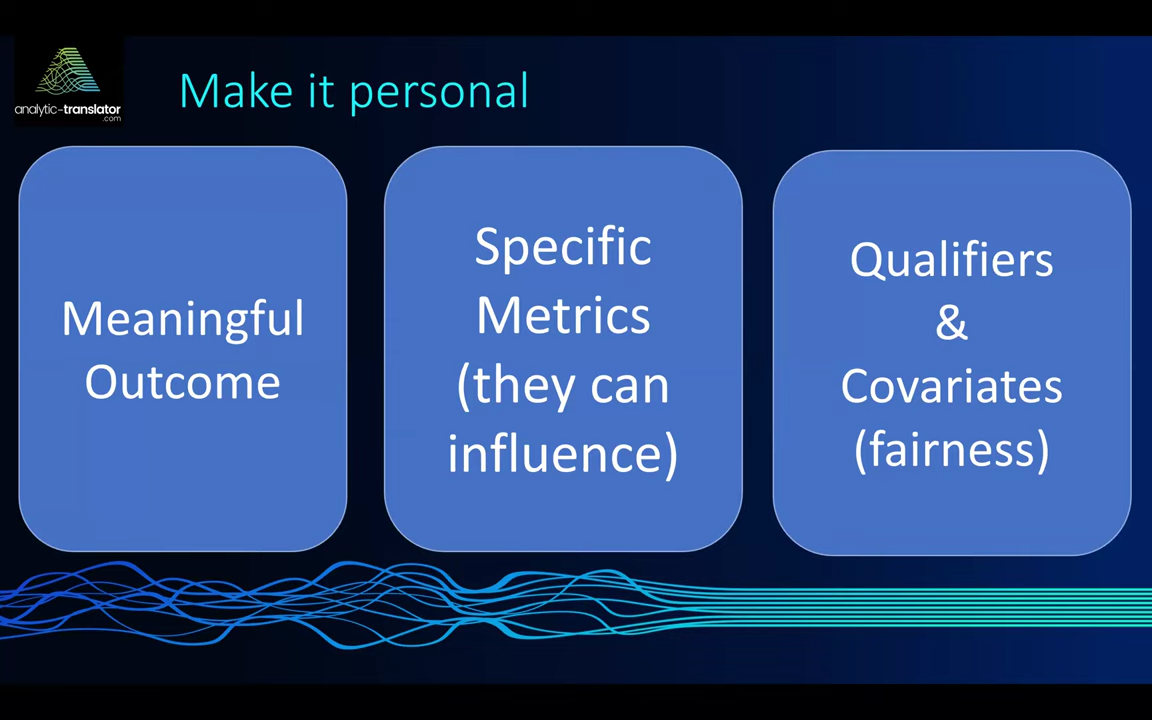 analytic-translator
.com
Make it personal
Meaningful
Outcome
Specific
Metrics
(they can
influence)
Qualifiers
&
Covariates
(fairness)